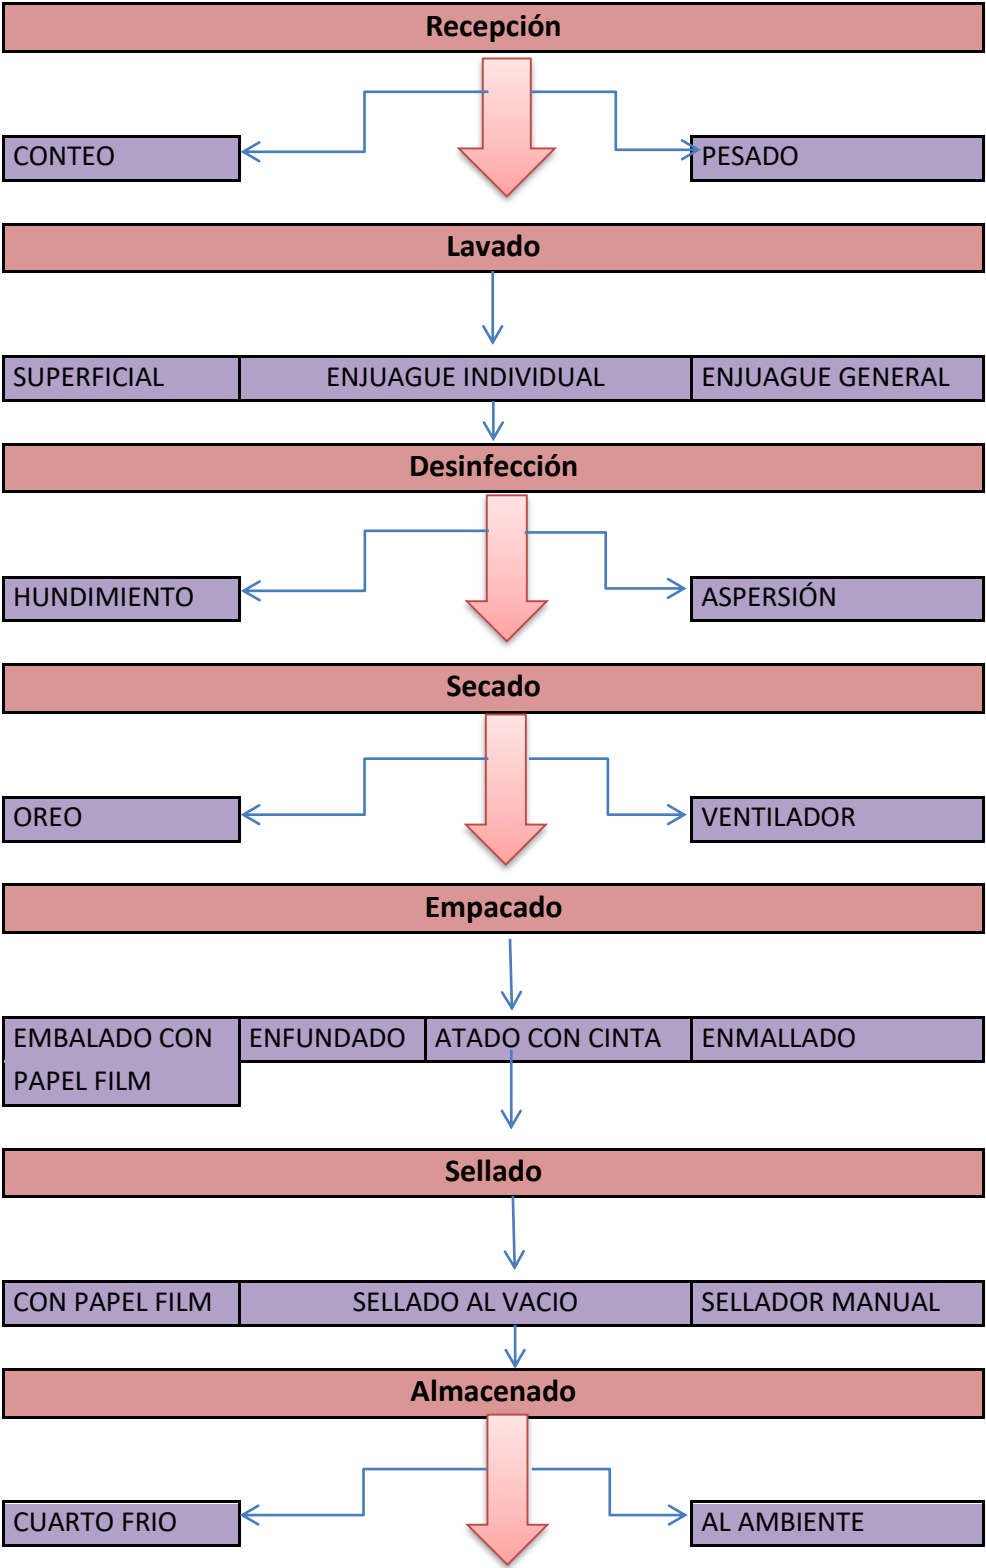 Recepción
CONTEO
PESADO
Lavado
SUPERFICIAL
ENJUAGUE INDIVIDUAL
ENJUAGUE GENERAL
Desinfección
HUNDIMIENTO
ASPERSIÓN
Secado
OREO
VENTILADOR
Empacado
EMBALADO CON
PAPEL FILM
ENFUNDADO
ATADO CON CINTA
ENMALLADO
Sellado
CON PAPEL FILM
SELLADO AL VACIO
SELLADOR MANUAL
Almacenado
CUARTO FRIO
AL AMBIENTE